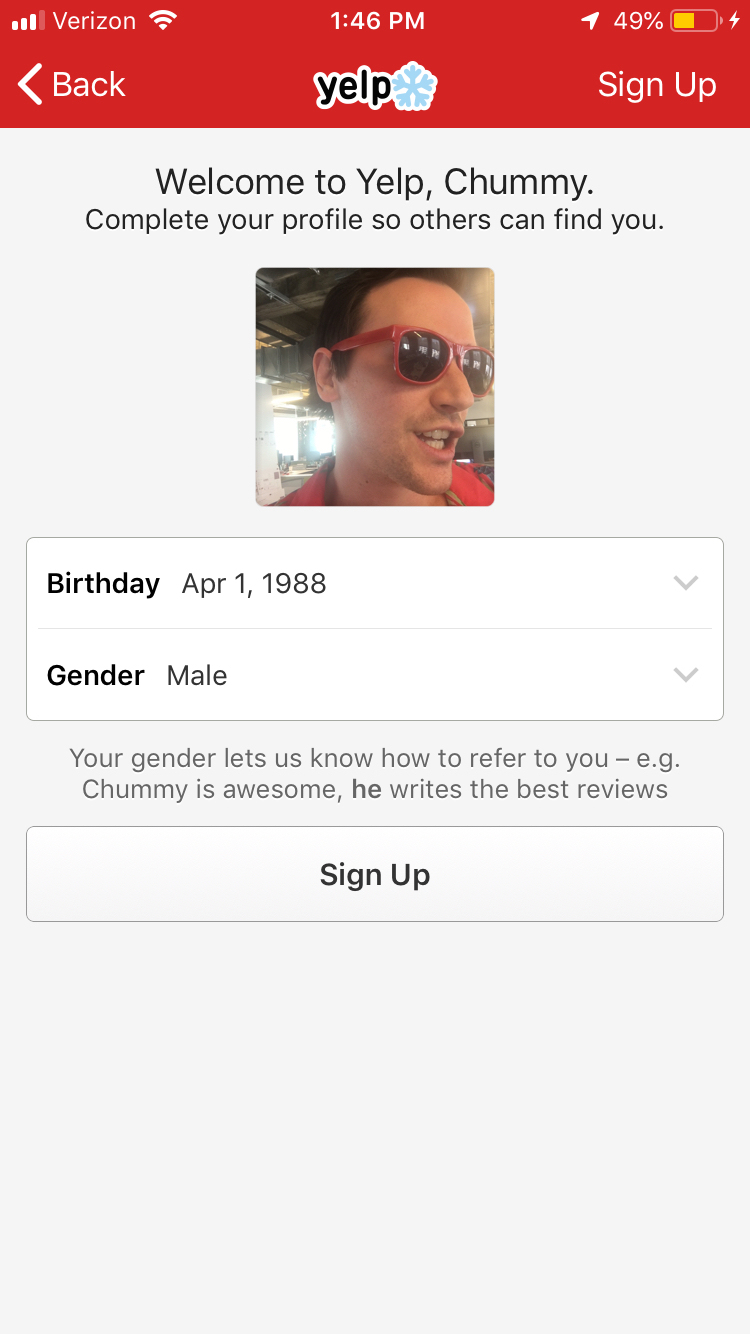 Verizon 1:46 PM 49%
Back yelp Sign Up
Welcome to Yelp, Chummy.
Complete your profile so others can find you.
Birthday Apr 1, 1988
Gender Male
Your gender lets us know how to refer to you – e.g.
Chummy is awesome, he writes the best reviews
Sign Up